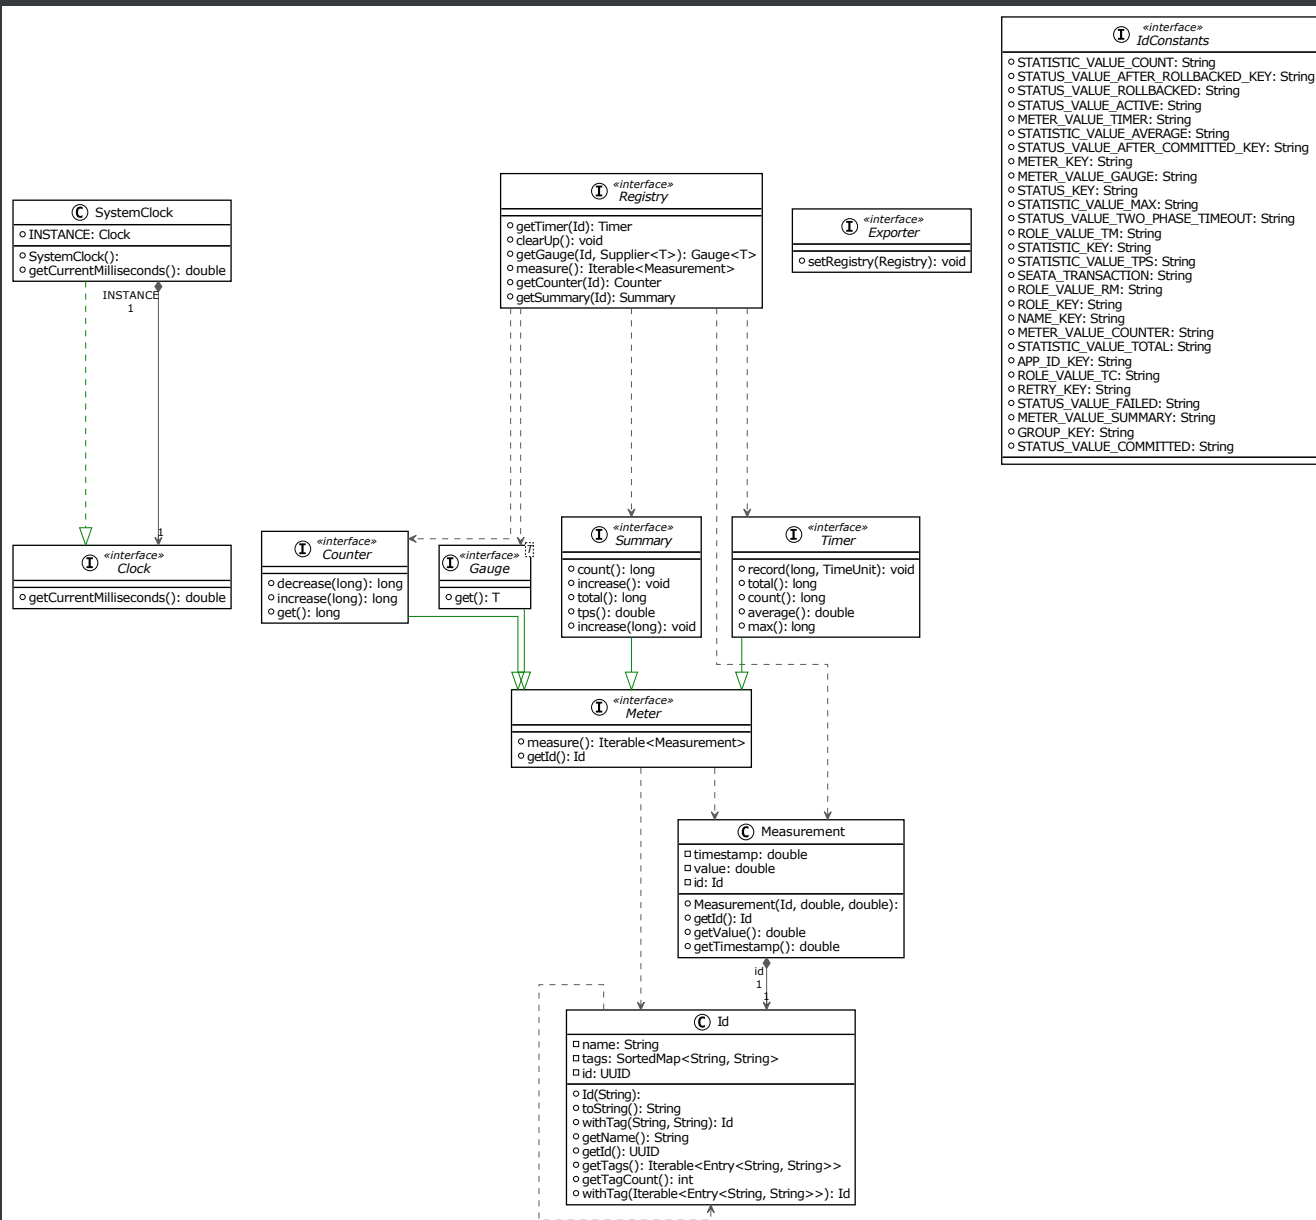 «interface»
IdConstants
STATISTIC_VALUE_COUNT: String
STATUS_VALUE_AFTER_ROLLBACKED_KEY: String
STATUS_VALUE_ROLLBACKED: String
STATUS_VALUE_ACTIVE: String
METER_VALUE_TIMER: String
STATISTIC_VALUE_AVERAGE: String
STATUS_VALUE_AFTER_COMMITTED_KEY: String
METER_KEY: String
METER_VALUE_GAUGE: String
STATUS_KEY: String
STATISTIC_VALUE_MAX: String
STATUS_VALUE_TWO_PHASE_TIMEOUT: String
ROLE_VALUE_TM: String
STATISTIC_KEY: String
STATISTIC_VALUE_TPS: String
SEATA_TRANSACTION: String
ROLE_VALUE_RM: String
ROLE_KEY: String
NAME_KEY: String
METER_VALUE_COUNTER: String
STATISTIC_VALUE_TOTAL: String
APP_ID_KEY: String
ROLE_VALUE_TC: String
RETRY_KEY: String
STATUS_VALUE_FAILED: String
METER_VALUE_SUMMARY: String
GROUP_KEY: String
STATUS_VALUE_COMMITTED: String
SystemClock
INSTANCE: Clock
SystemClock():
getCurrentMilliseconds(): double
INSTANCE
1
1
«interface»
Registry
getTimer(Id): Timer
clearUp(): void
getGauge(Id, Supplier<T>): Gauge<T>
measure(): Iterable<Measurement>
getCounter(Id): Counter
getSummary(Id): Summary
«interface»
Exporter
setRegistry(Registry): void
«interface»
Clock
getCurrentMilliseconds(): double
«interface»
Counter
decrease(long): long
increase(long): long
get(): long
T
«interface»
Gauge
get(): T
«interface»
Summary
count(): long
increase(): void
total(): long
tps(): double
increase(long): void
«interface»
Timer
record(long, TimeUnit): void
total(): long
count(): long
average(): double
max(): long
«interface»
Meter
measure(): Iterable<Measurement>
getId(): Id
Measurement
timestamp: double
value: double
id: Id
Measurement(Id, double, double):
getId(): Id
getValue(): double
getTimestamp(): double
id
1
1
Id
name: String
tags: SortedMap<String, String>
id: UUID
Id(String):
toString(): String
withTag(String, String): Id
getName(): String
getId(): UUID
getTags(): Iterable<Entry<String, String>>
getTagCount(): int
withTag(Iterable<Entry<String, String>>): Id